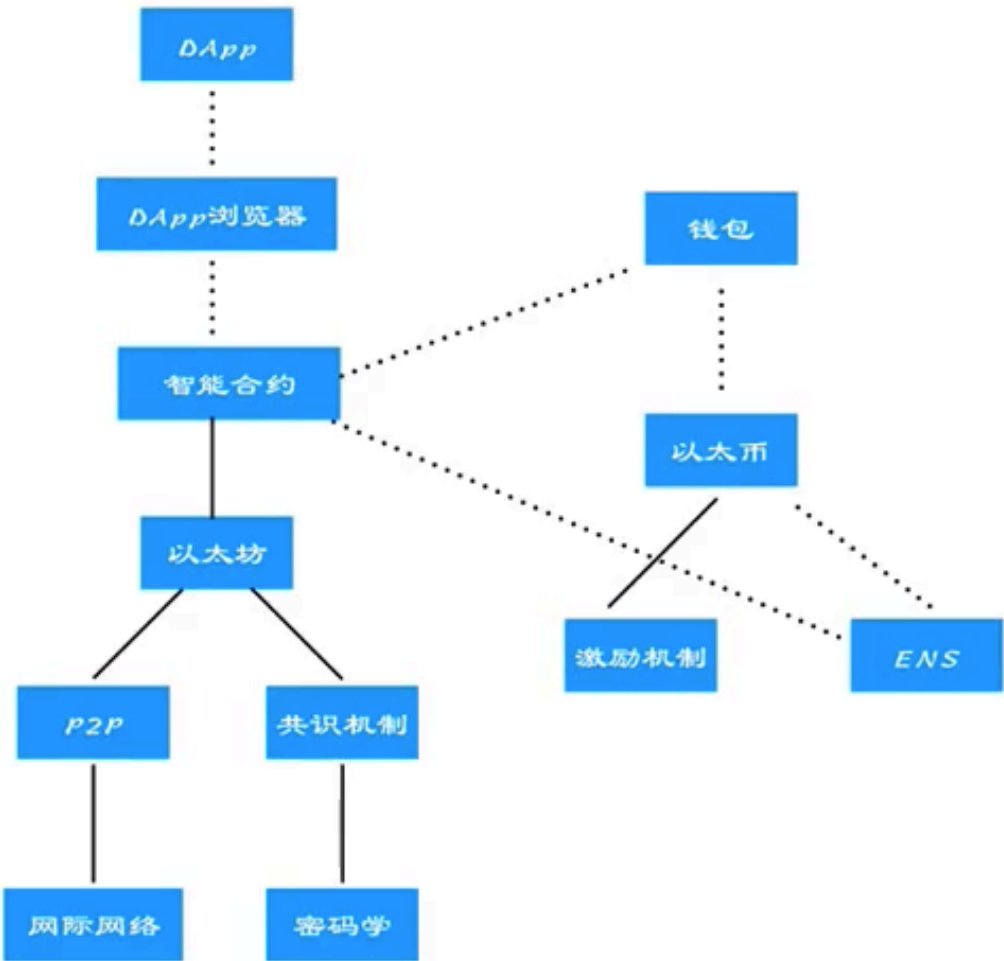 DApp
DApp浏览器
钱包
智能合约
以太币
以太坊
激励机制
ENS
P2P
共识机制
网际网络
密码学